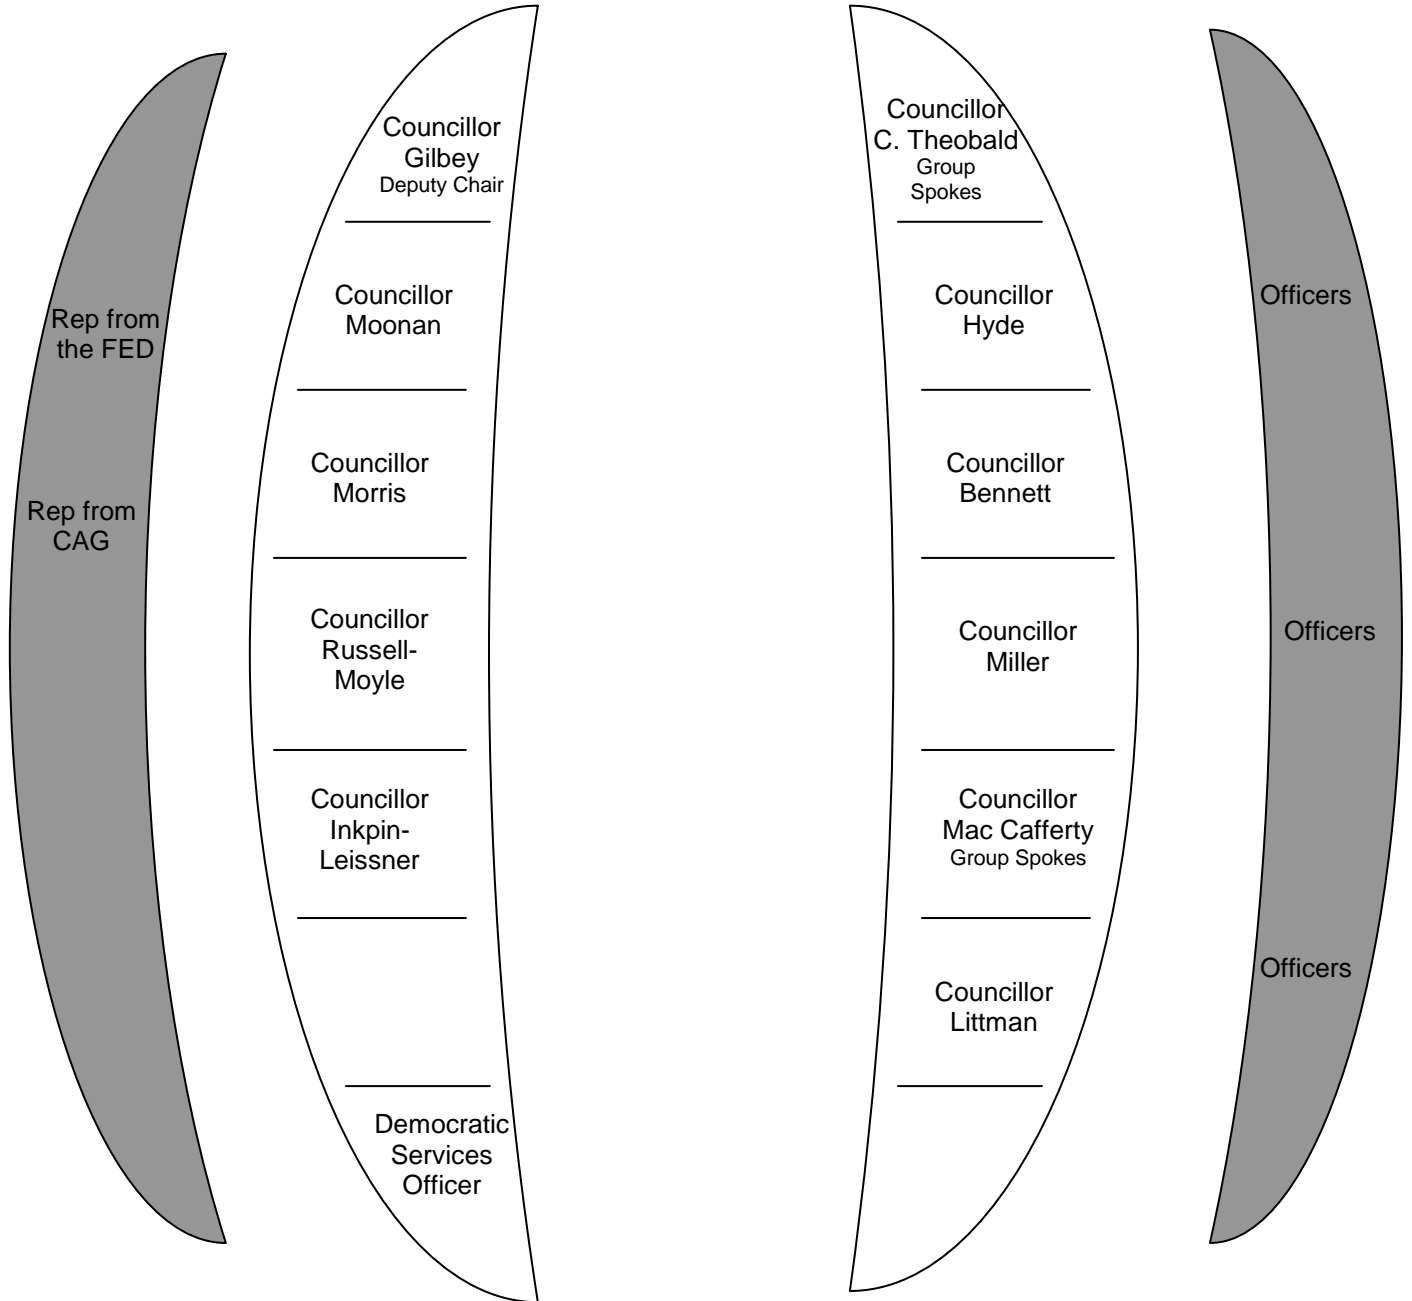 Rep from
the FED
Rep from
CAG
Councillor
Gilbey
Deputy Chair
Councillor
Moonan
Councillor
Morris
Councillor
Russell-
Moyle
Councillor
Inkpin-
Leissner
Democratic
Services
Officer
Councillor
C. Theobald
Group
Spokes
Councillor
Hyde
Councillor
Bennett
Councillor
Miller
Councillor
Mac Cafferty
Group Spokes
Councillor
Littman
Officers
Officers
Officers